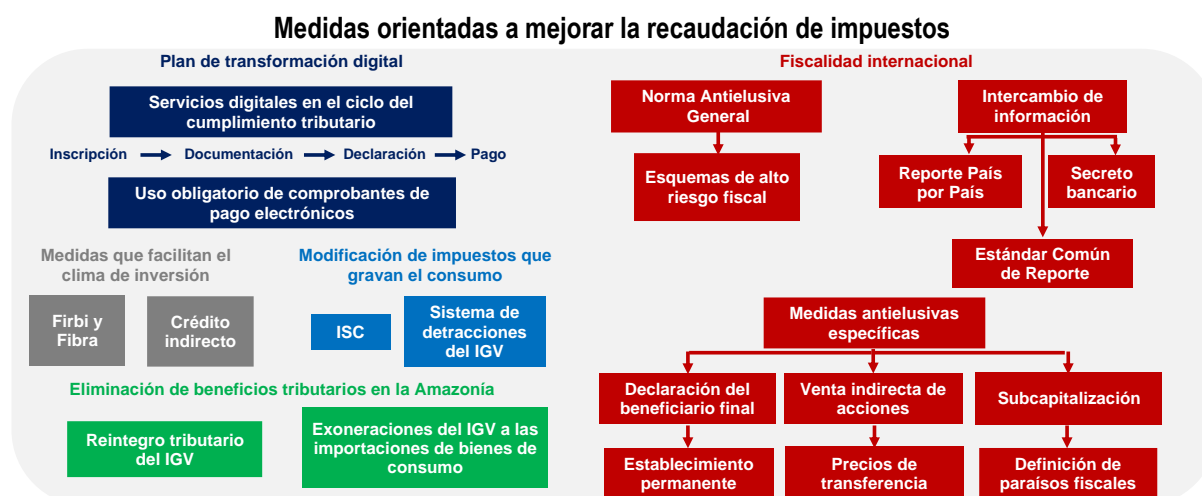 Medidas orientadas a mejorar la recaudación de impuestos
Plan de transformación digital
Servicios digitales en el ciclo del
cumplimiento tributario
Inscripción
Documentación
Declaración
Pago
Uso obligatorio de comprobantes de
pago electrónicos
Medidas que facilitan el
clima de inversión
Firbi y
Fibra
Crédito
indirecto
Modificación de impuestos que
gravan el consumo
ISC
Sistema de
detracciones
del IGV
Eliminación de beneficios tributarios en la Amazonía
Reintegro tributario
del IGV
Exoneraciones del IGV a las
importaciones de bienes de
consumo
Fiscalidad internacional
Norma Antielusiva
General
Esquemas de alto
riesgo fiscal
Intercambio de
información
Reporte País
por País
Secreto
bancario
Estándar Común
de Reporte
Medidas antielusivas
específicas
Declaración del
beneficiario final
Venta indirecta de
acciones
Subcapitalización
Establecimiento
permanente
Precios de
transferencia
Definición de
paraísos fiscales